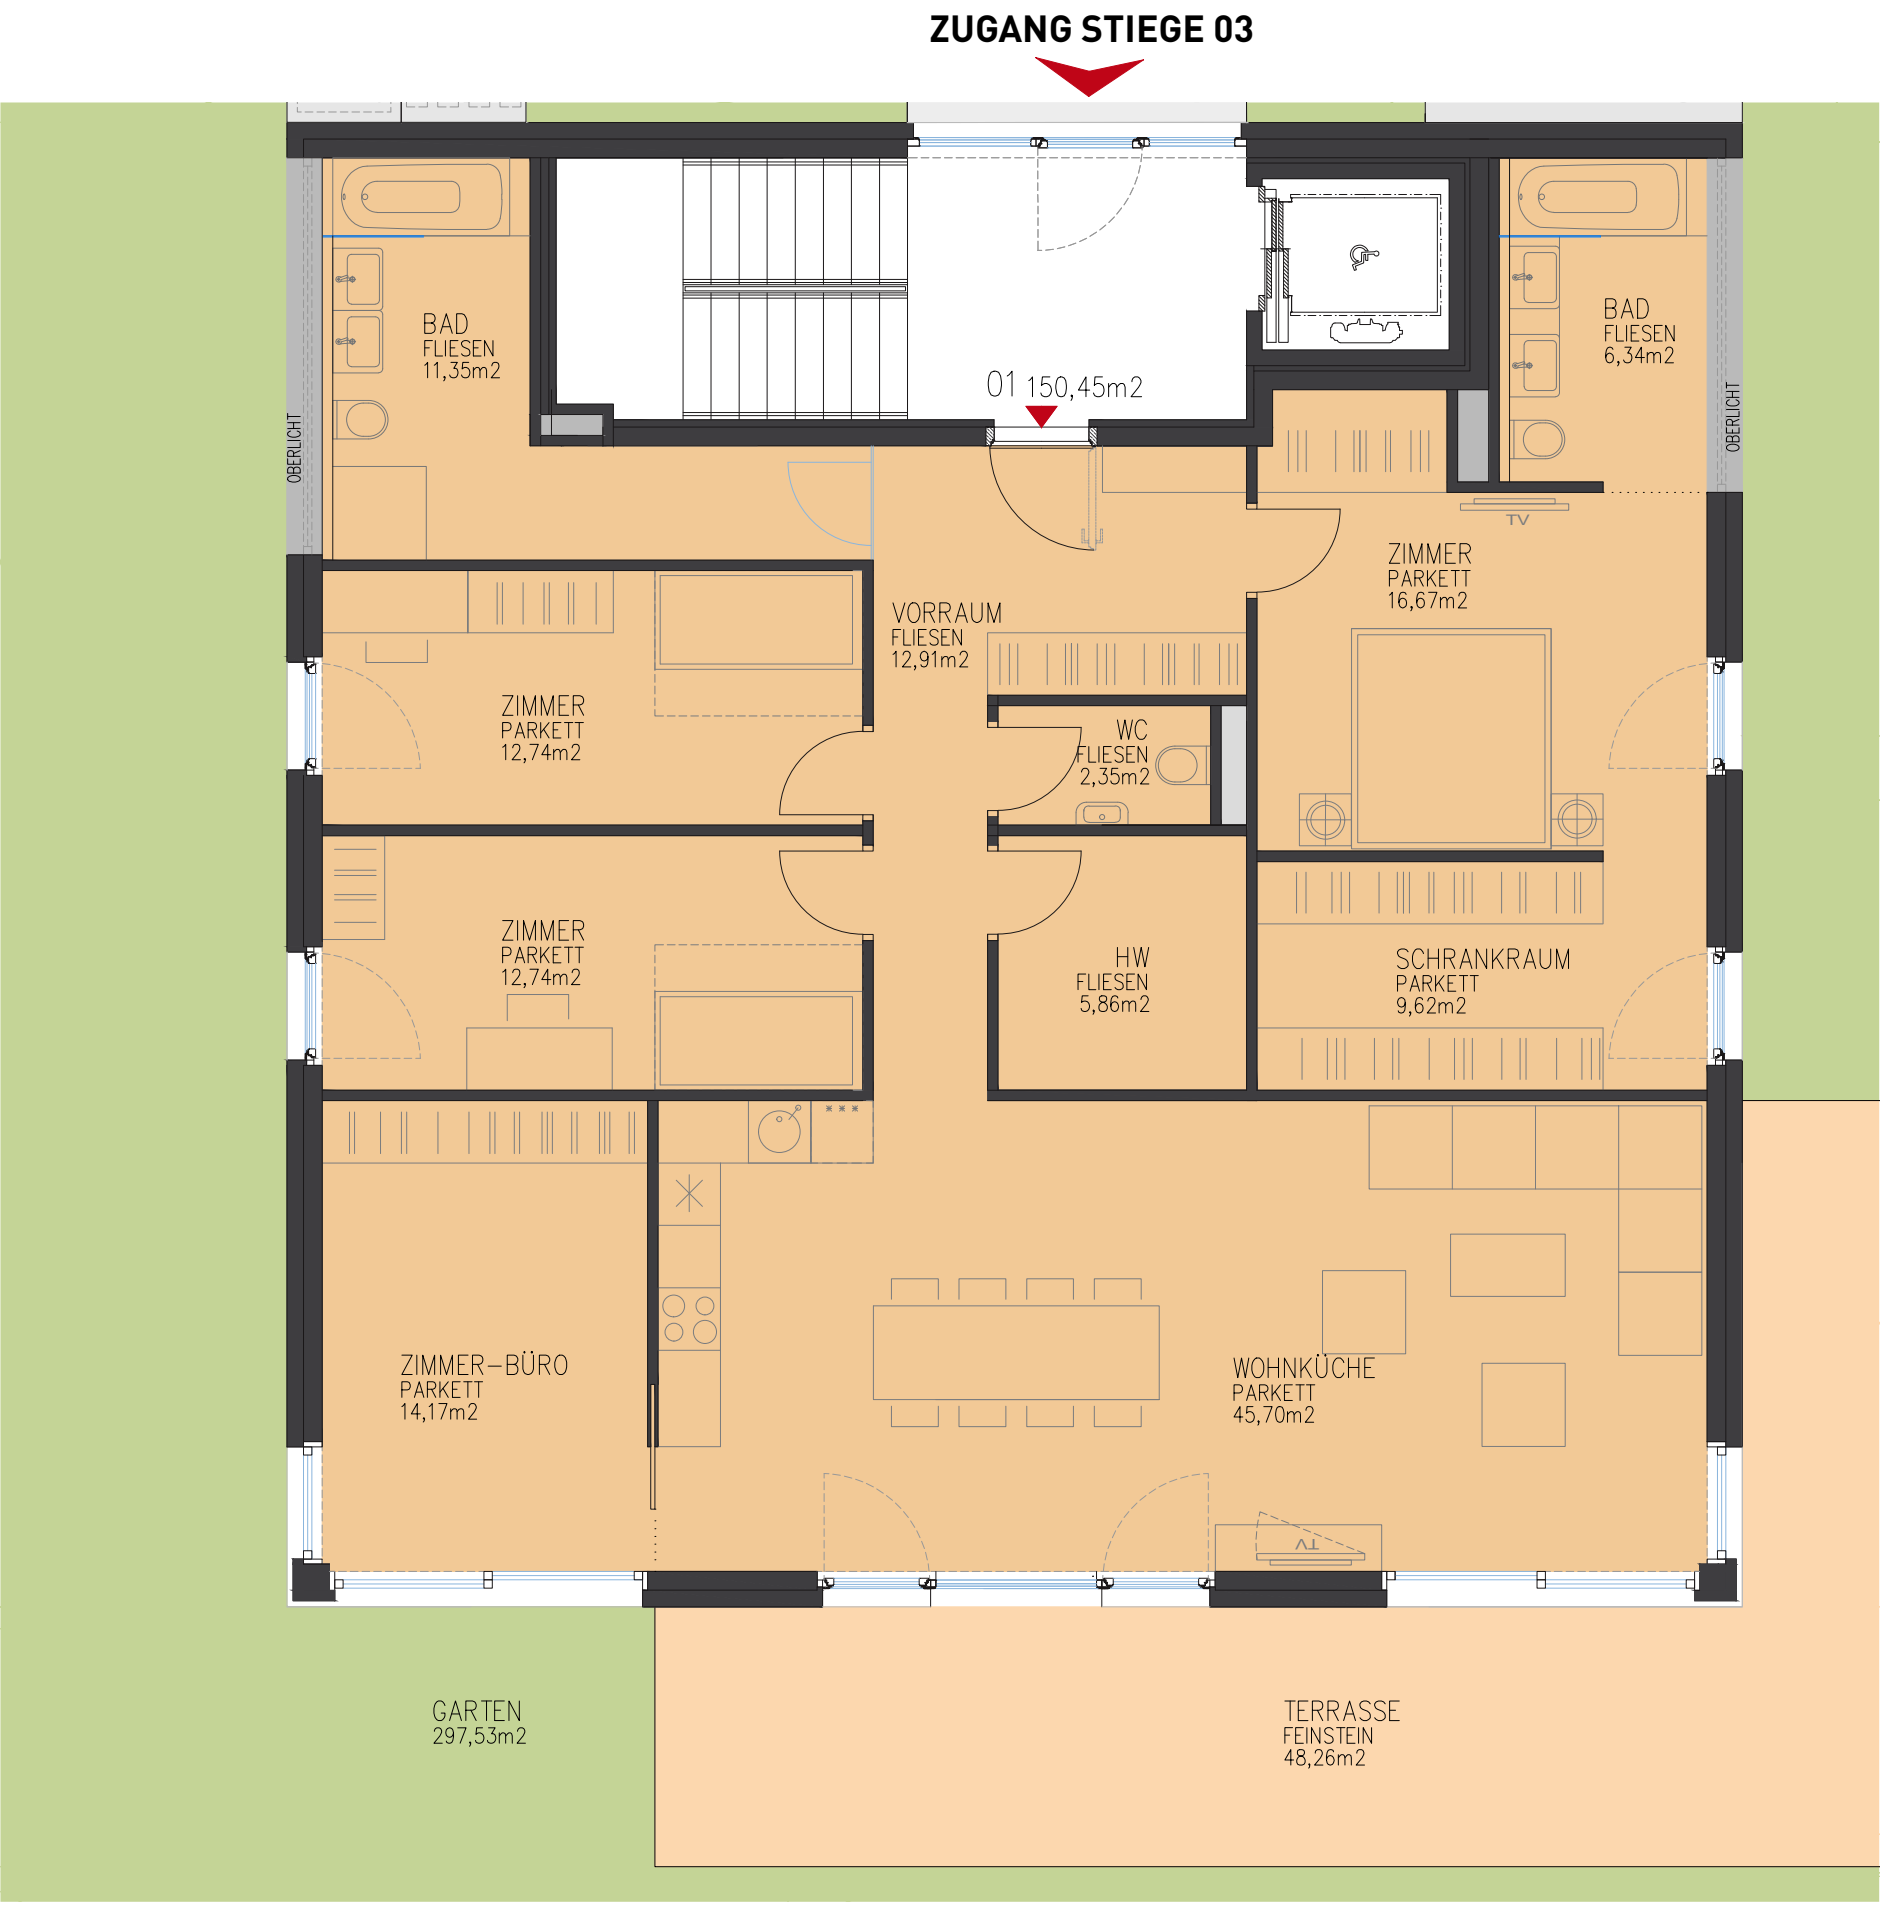 ZUGANG STIEGE 03
BAD
FLIESEN
11,35m2
BAD
FLIESEN
6,34m2
01 150,45m2
OBERLICHT
OBERLICHT
TV
ZIMMER
PARKETT
16,67m2
VORRAUM
FLIESEN
12,91m2
ZIMMER
PARKETT
12,74m2
WC
FLIESEN
2,35m2
ZIMMER
PARKETT
12,74m2
HW
FLIESEN
5,86m2
SCHRANKRAUM
PARKETT
9,62m2
ZIMMER-BÜRO
PARKETT
14,17m2
WOHNKÜCHE
PARKETT
45,70m2
TV
GARTEN
297,53m2
TERRASSE
FEINSTEIN
48,26m2